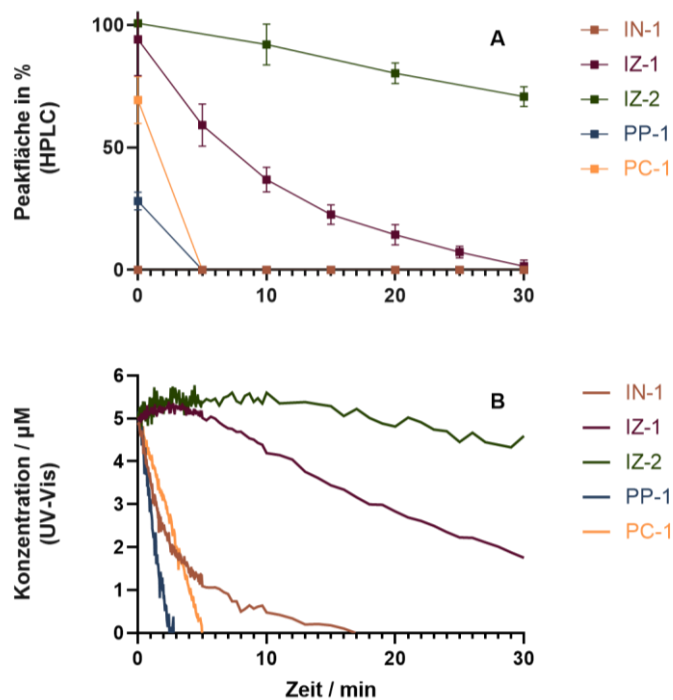 A
Peakfläche in %
(HPLC)
100
50
0
0
10
20
30
IN-1
IZ-1
IZ-2
PP-1
PC-1
B
Konzentration / µM
(UV-Vis)
6
5
4
3
2
1
0
0
10
20
30
Zeit / min
IN-1
IZ-1
IZ-2
PP-1
PC-1